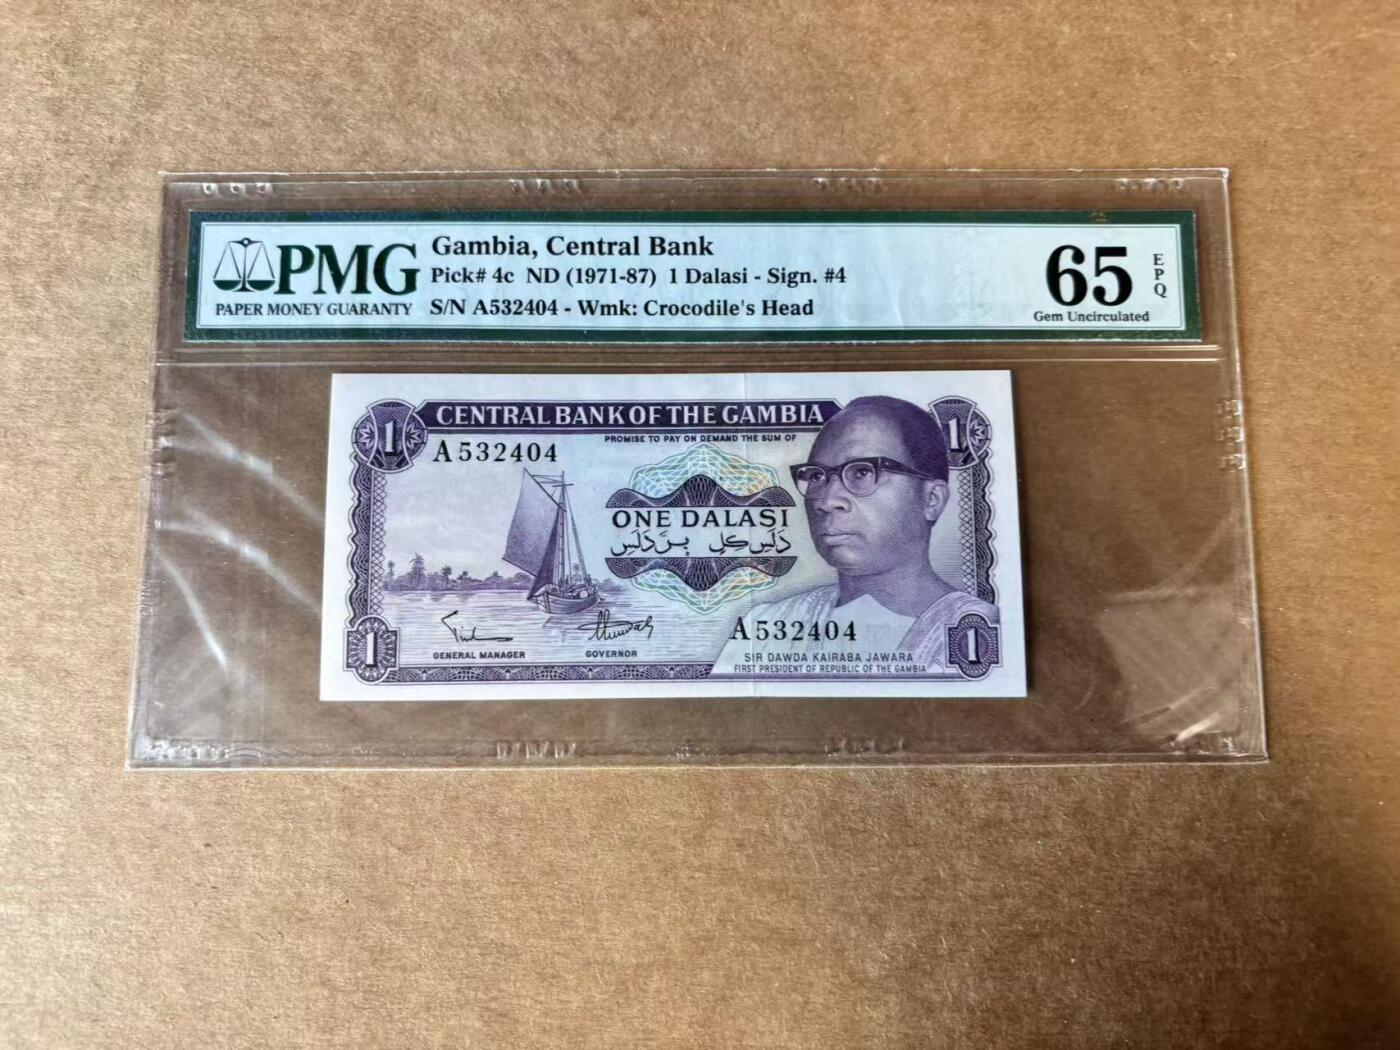 PMG
PAPER MONEY GUARANTY
Gambia, Central Bank
Pick# 4c ND (1971-87) 1 Dalasi - Sign. #4
S/N A532404 - Wmk: Crocodile's Head
65
EPQ
Gem Uncirculated
CENTRAL BANK OF THE GAMBIA
1
1
A532404
PROMISE TO PAY ON DEMAND THE SUM OF
ONE DALASI
GENERAL MANAGER
GOVERNOR
A532404
SIR DAWDA KAIRABA JAWARA
FIRST PRESIDENT OF REPUBLIC OF THE GAMBIA
1
1